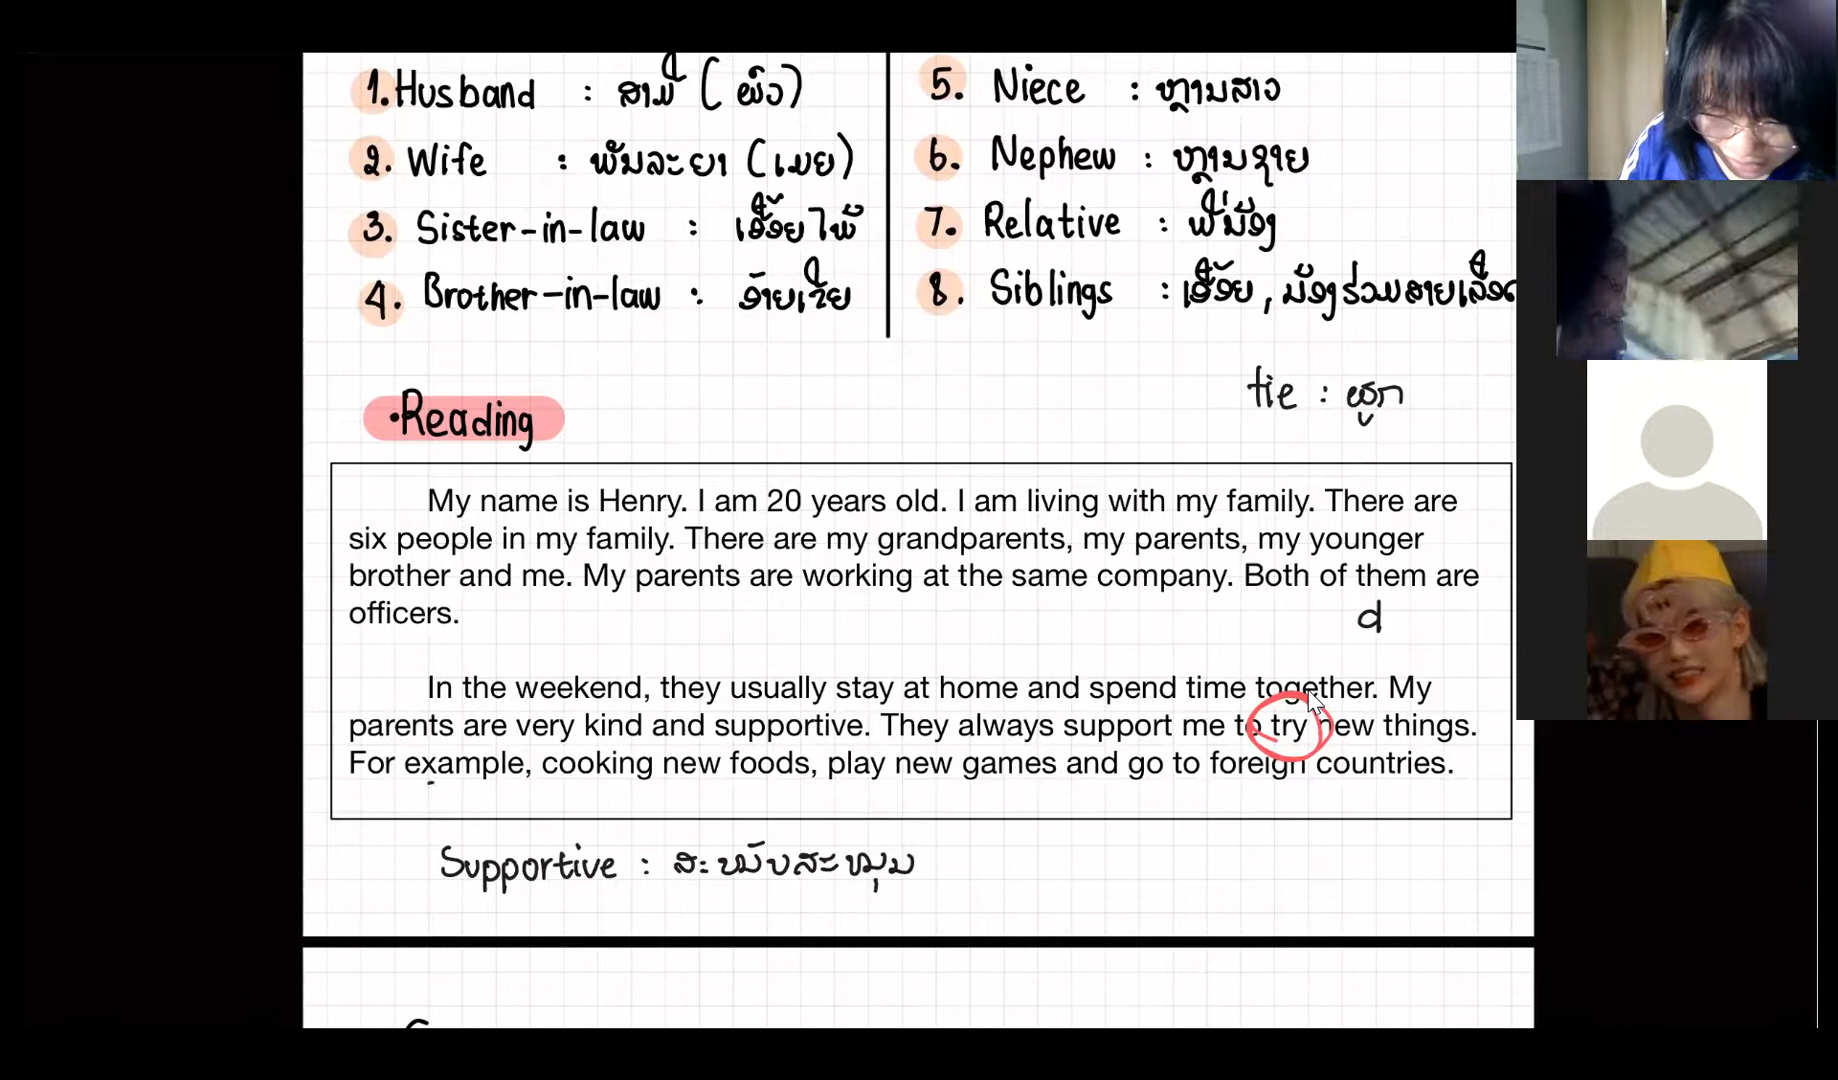 1. Husband : ສາມີ (ຜົວ)
2. Wife : ພັນລະຍາ (ເມຍ)
3. Sister-in-law : ເອື້ອຍໄພ້
4. Brother-in-law : ອ້າຍເຂີຍ
5. Niece : ຫຼານສາວ
6. Nephew : ຫຼານຊາຍ
7. Relative : ພີ່ນ້ອງ
8. Siblings : ເອື້ອຍ, ນ້ອງຮ່ວມສາຍເລືອດ
tie : ຜູກ
•Reading
My name is Henry. I am 20 years old. I am living with my family. There are
six people in my family. There are my grandparents, my parents, my younger
brother and me. My parents are working at the same company. Both of them are
officers.
d
In the weekend, they usually stay at home and spend time together. My
parents are very kind and supportive. They always support me to try new things.
For example, cooking new foods, play new games and go to foreign countries.
Supportive : ສະໜັບສະໜຸນ